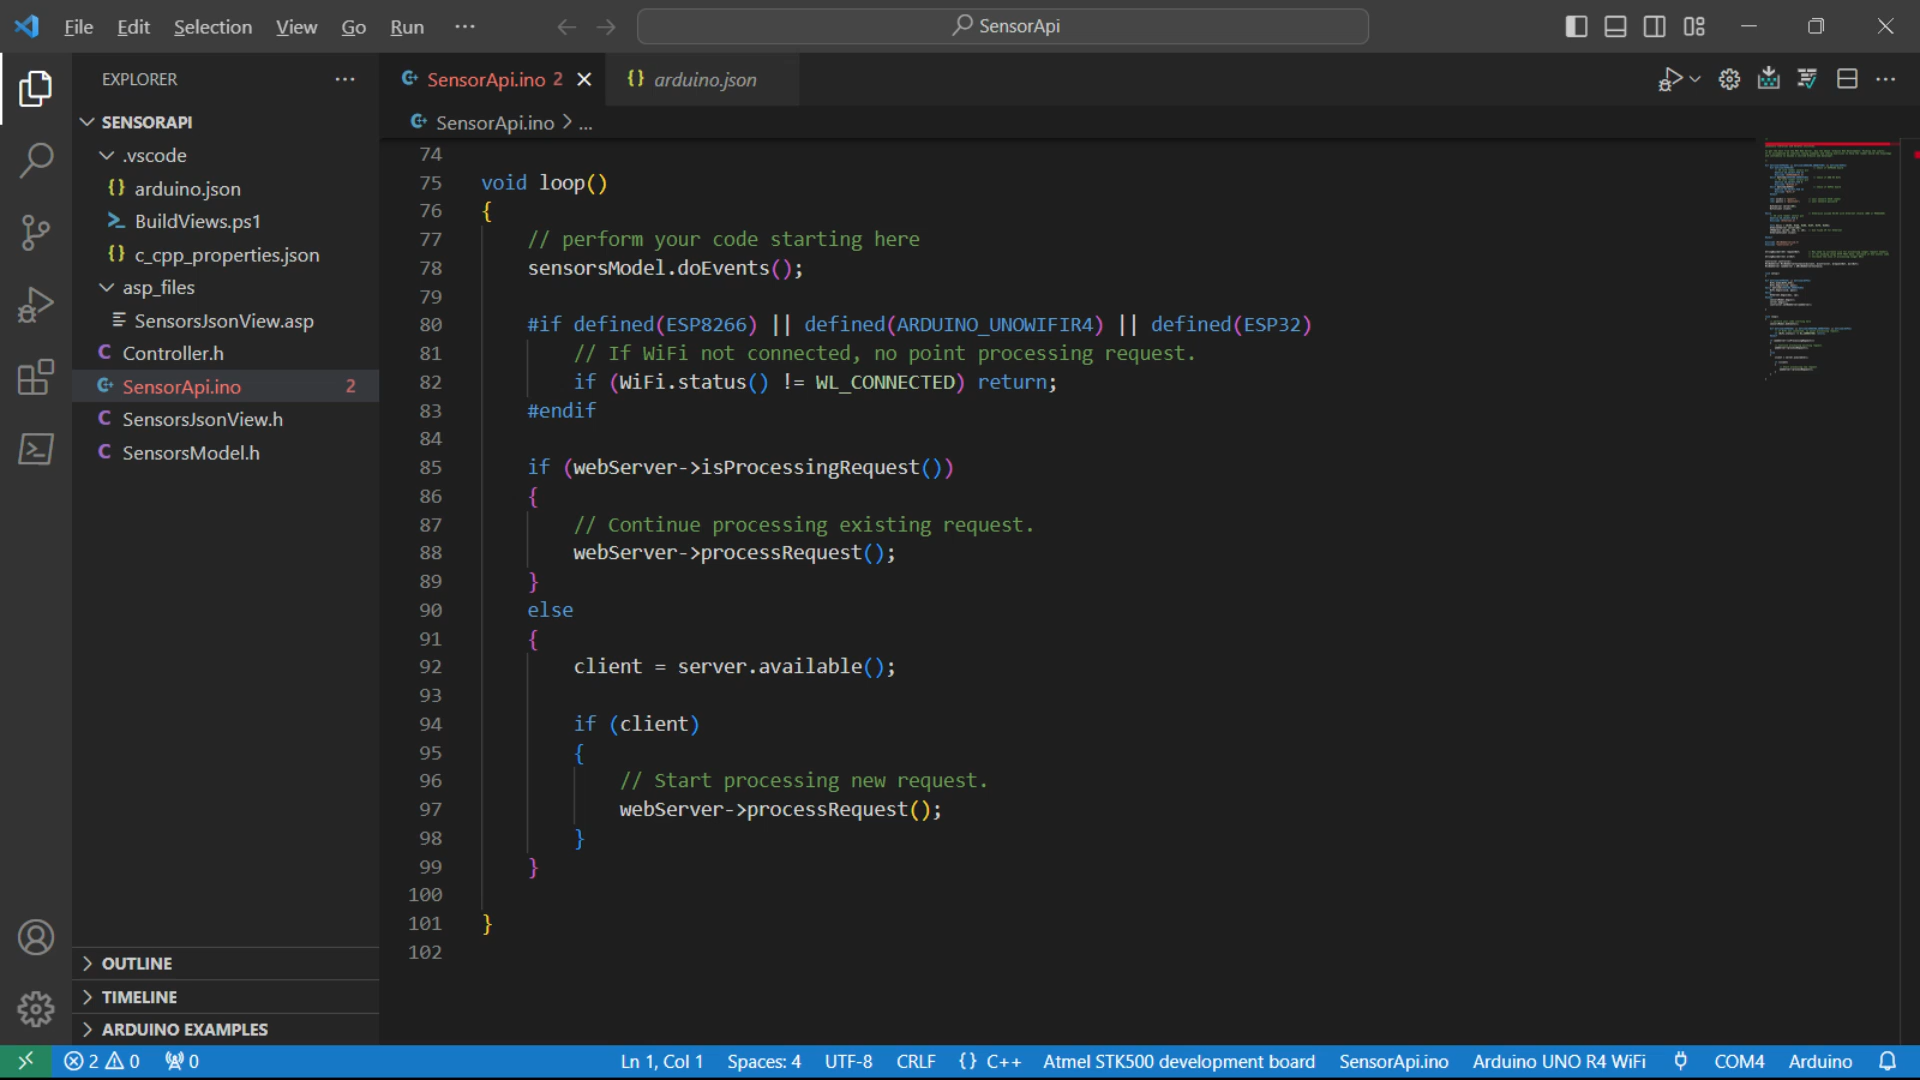 File Edit Selection View Go Run ... SensorApi
EXPLORER ...
SENSORAPI
.vscode
{} arduino.json
BuildViews.ps1
{} c_cpp_properties.json
asp_files
SensorsJsonView.asp
C Controller.h
SensorApi.ino 2
C SensorsJsonView.h
C SensorsModel.h
OUTLINE
TIMELINE
ARDUINO EXAMPLES
SensorApi.ino 2 {} arduino.json
SensorApi.ino > ...
74
75 void loop()
76 {
77 // perform your code starting here
78 sensorsModel.doEvents();
79
80 #if defined(ESP8266) || defined(ARDUINO_UNOWIFIR4) || defined(ESP32)
81 // If WiFi not connected, no point processing request.
82 if (WiFi.status() != WL_CONNECTED) return;
83 #endif
84
85 if (webServer->isProcessingRequest())
86 {
87 // Continue processing existing request.
88 webServer->processRequest();
89 }
90 else
91 {
92 client = server.available();
93
94 if (client)
95 {
96 // Start processing new request.
97 webServer->processRequest();
98 }
99 }
100
101 }
102
2 0 0 Ln 1, Col 1 Spaces: 4 UTF-8 CRLF {} C++ Atmel STK500 development board SensorApi.ino Arduino UNO R4 WiFi COM4 Arduino